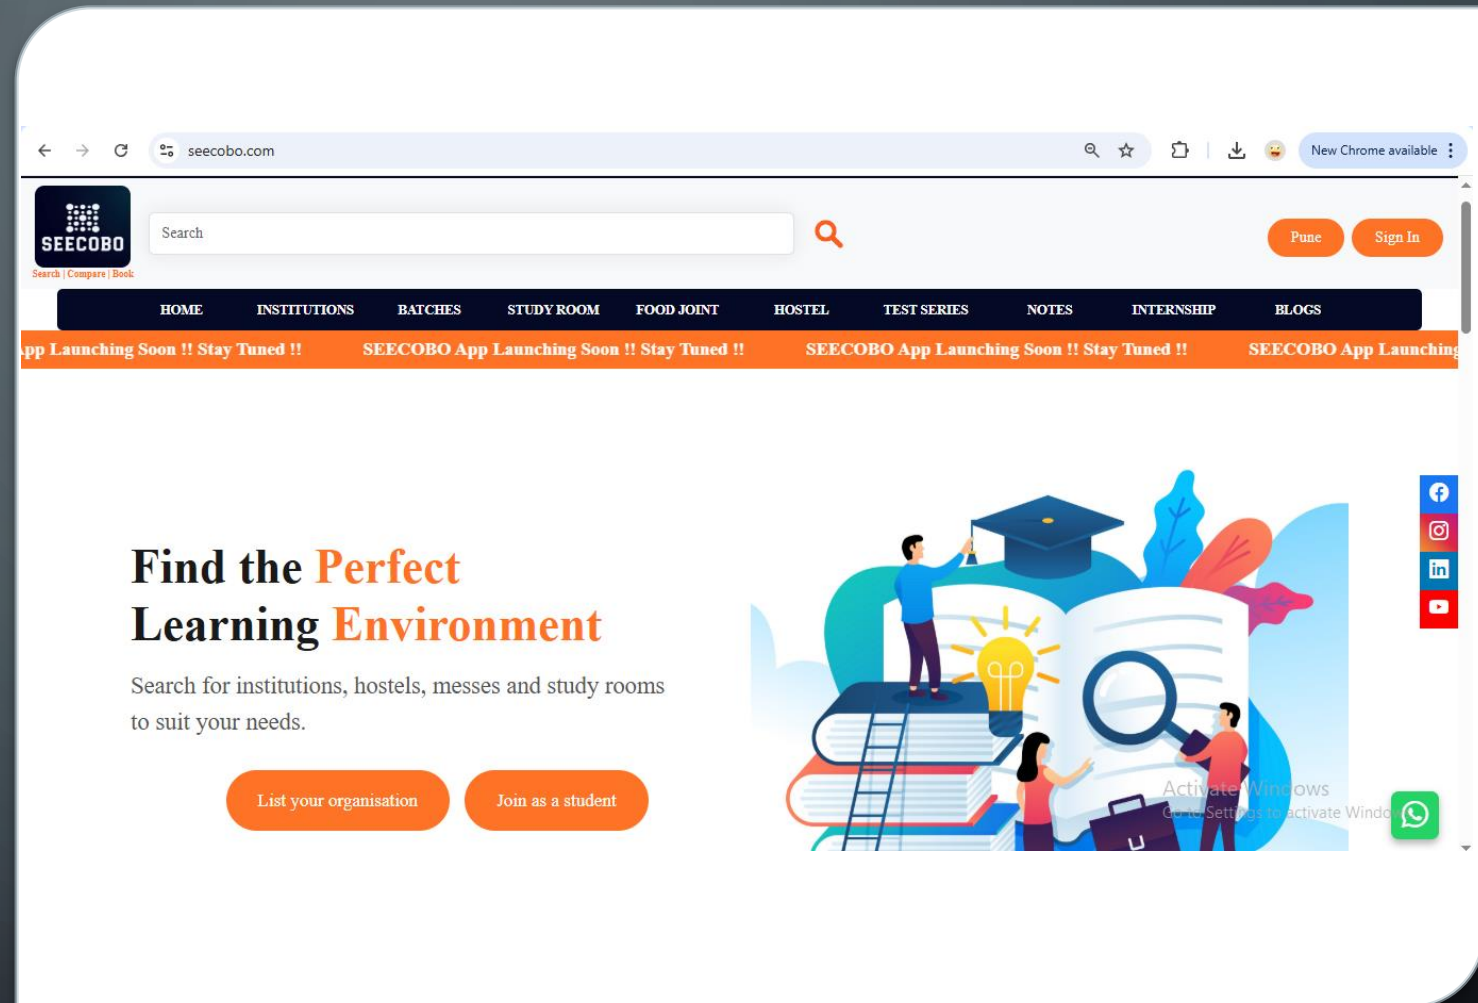 seecobo.com
New Chrome available
SEECOBO
Search | Compare | Book
Search
Pune
Sign In
HOME INSTITUTIONS BATCHES STUDY ROOM FOOD JOINT HOSTEL TEST SERIES NOTES INTERNSHIP BLOGS
pp Launching Soon !! Stay Tuned !! SEECOBO App Launching Soon !! Stay Tuned !! SEECOBO App Launching Soon !! Stay Tuned !! SEECOBO App Launching
Find the Perfect
Learning Environment
Search for institutions, hostels, messes and study rooms
to suit your needs.
List your organisation
Join as a student
in
Activate Windows
Go to Settings to activate Windo